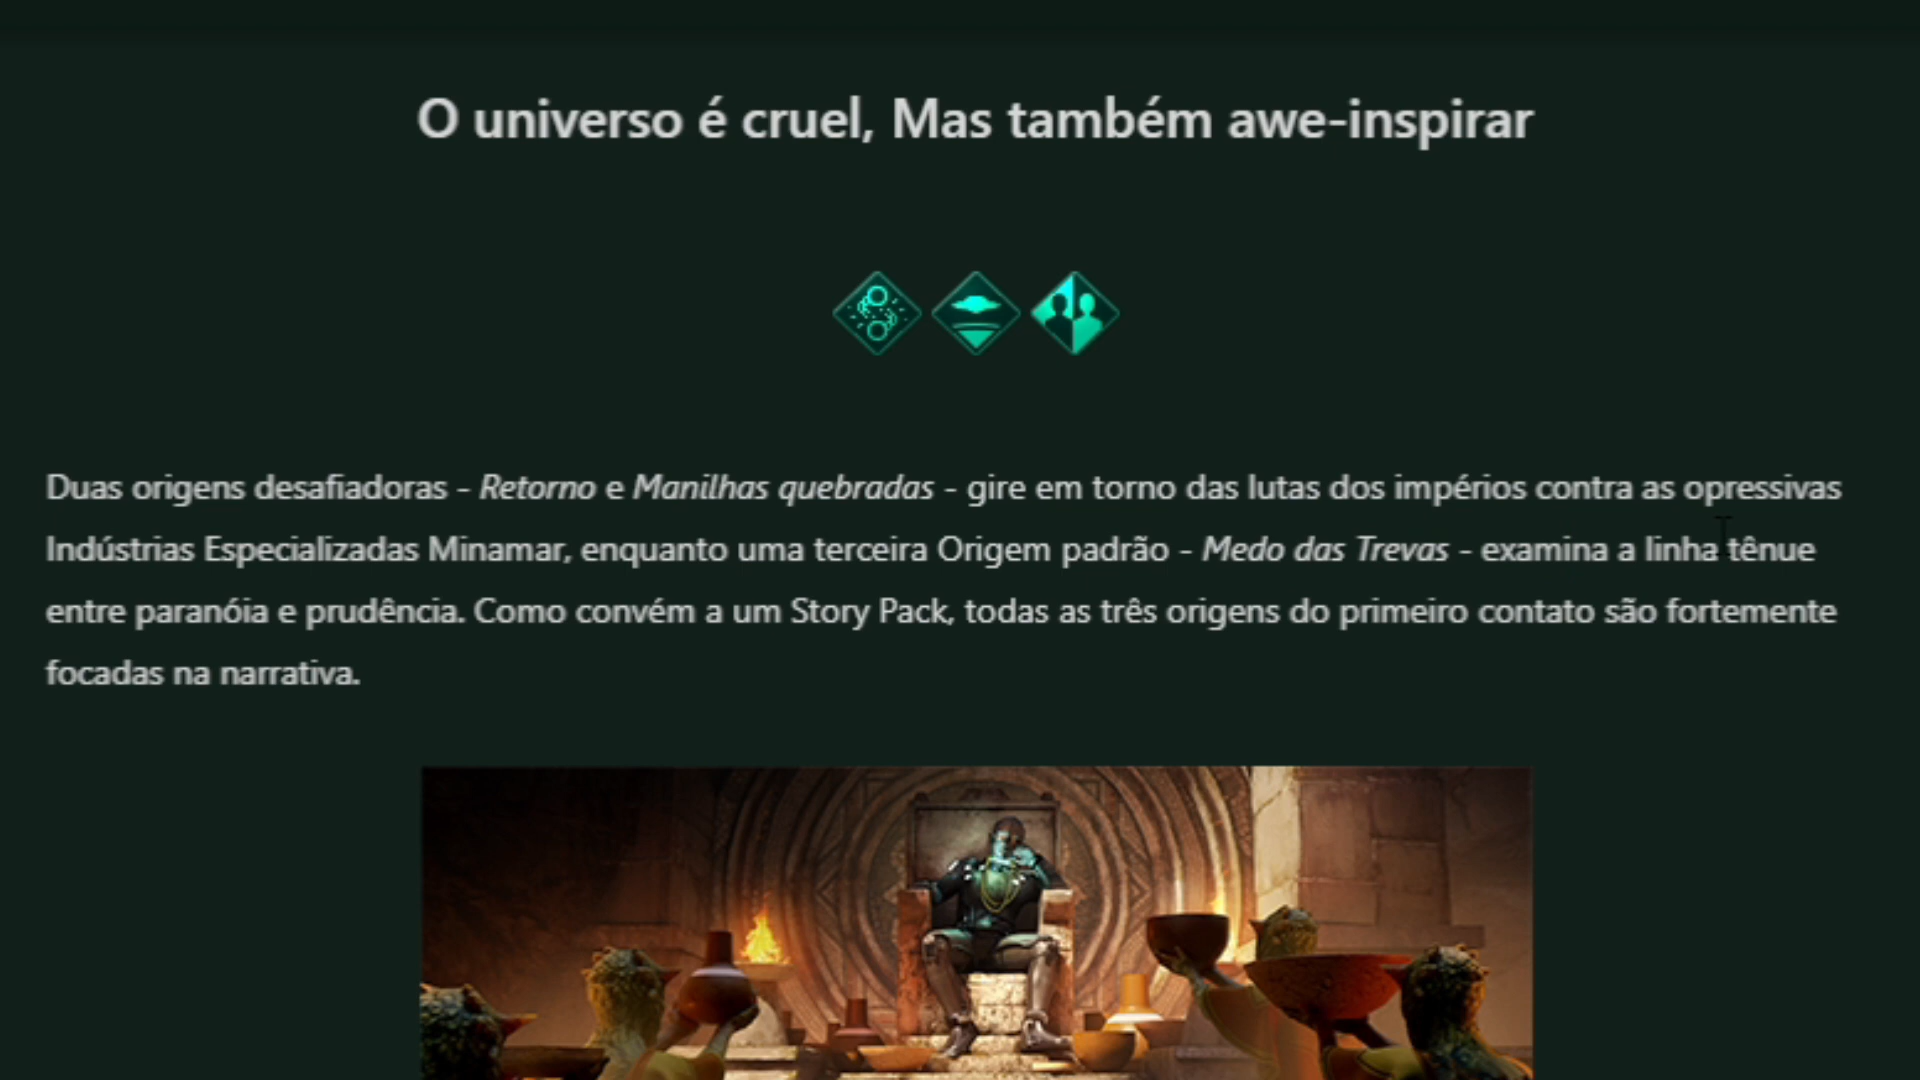 O universo é cruel, Mas também awe-inspirar
Duas origens desafiadoras - Retorno e Manilhas quebradas - gire em torno das lutas dos impérios contra as opressivas
Indústrias Especializadas Minamar, enquanto uma terceira Origem padrão - Medo das Trevas - examina a linha tênue
entre paranóia e prudência. Como convém a um Story Pack, todas as três origens do primeiro contato são fortemente
focadas na narrativa.